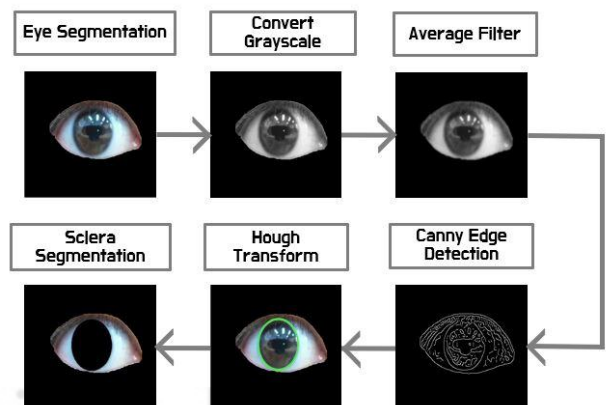 Eye Segmentation
Convert
Grayscale
Average Filter
Sclera
Segmentation
Hough
Transform
Canny Edge
Detection